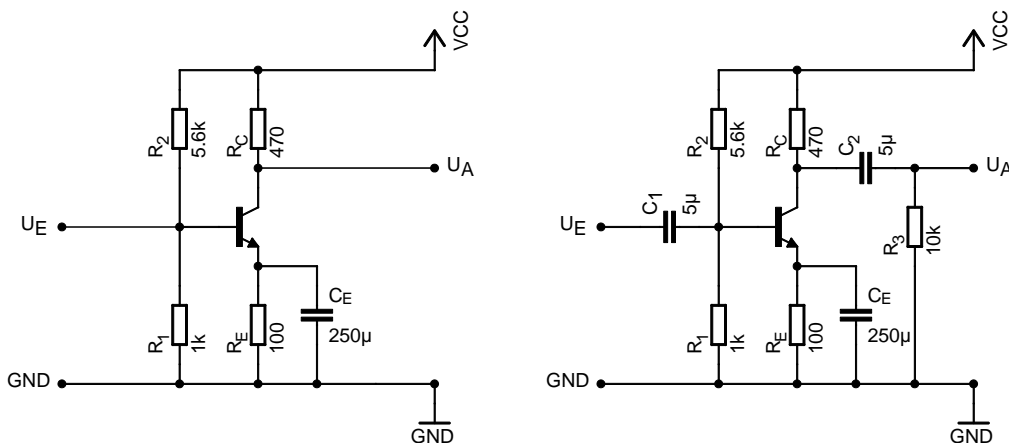 VCC
R2
5.6k
RC
470
UA
UE
R1
1k
RE
100
CE
250µ
GND
GND
VCC
R2
5.6k
RC
470
C2
5µ
UA
C1
5µ
UE
R3
10k
R1
1k
RE
100
CE
250µ
GND
GND